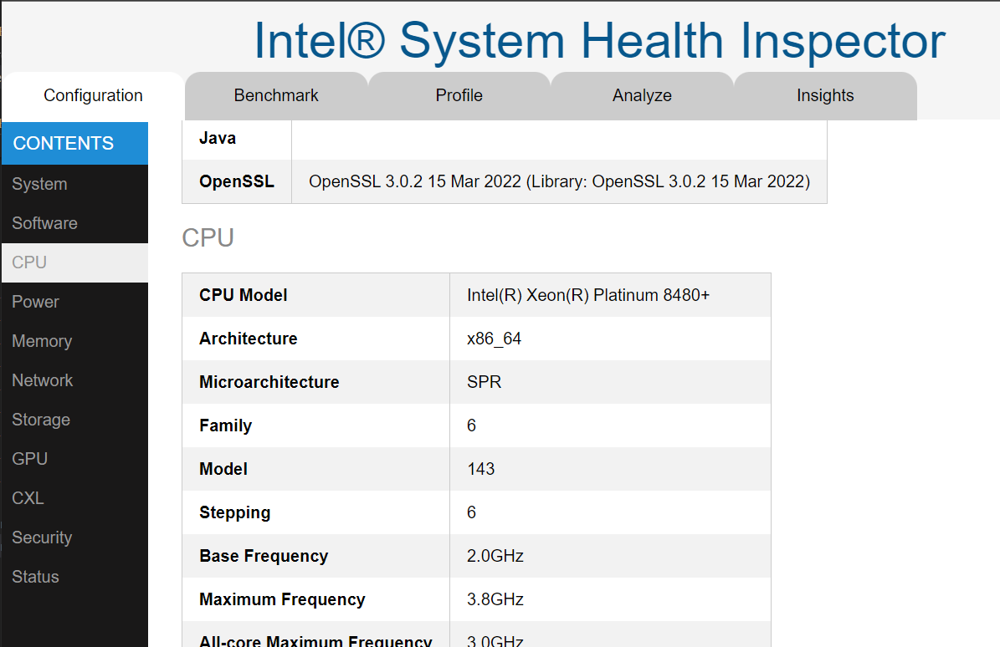 Intel® System Health Inspector
Configuration
Benchmark
Profile
Analyze
Insights
CONTENTS
System
Software
CPU
Power
Memory
Network
Storage
GPU
CXL
Security
Status
Java
OpenSSL OpenSSL 3.0.2 15 Mar 2022 (Library: OpenSSL 3.0.2 15 Mar 2022)
CPU
CPU Model Intel(R) Xeon(R) Platinum 8480+
Architecture x86_64
Microarchitecture SPR
Family 6
Model 143
Stepping 6
Base Frequency 2.0GHz
Maximum Frequency 3.8GHz
All-core Maximum Frequency 3.0GHz